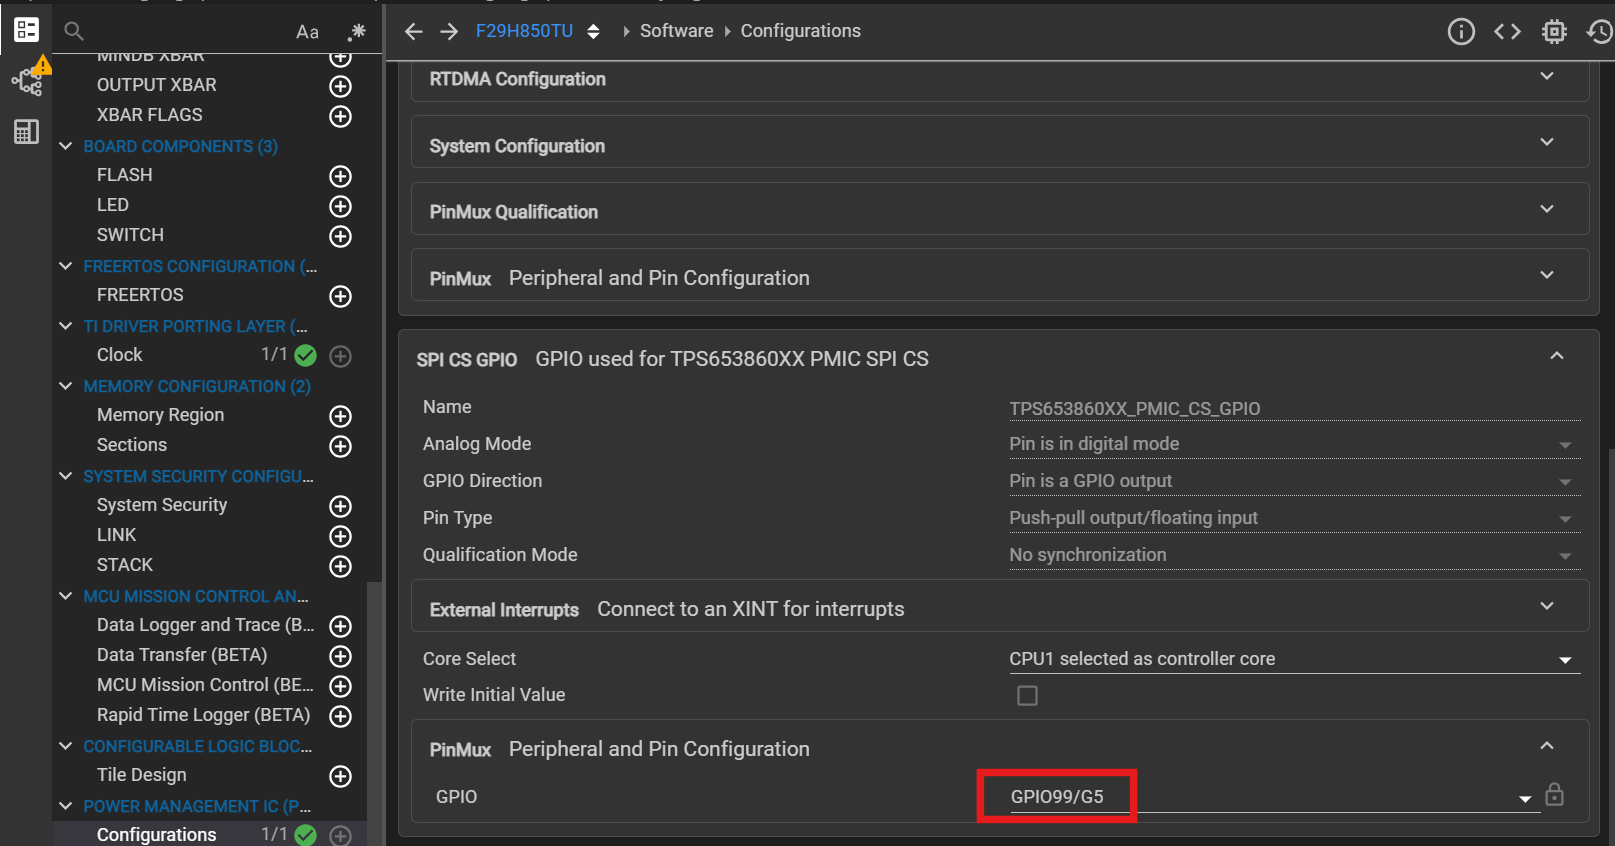 Aa
.*
F29H850TU
Software
Configurations
MINDB XBAR
OUTPUT XBAR
XBAR FLAGS
BOARD COMPONENTS (3)
FLASH
LED
SWITCH
FREERTOS CONFIGURATION (...
FREERTOS
TI DRIVER PORTING LAYER (...
Clock 1/1
MEMORY CONFIGURATION (2)
Memory Region
Sections
SYSTEM SECURITY CONFIGU...
System Security
LINK
STACK
MCU MISSION CONTROL AN...
Data Logger and Trace (B...
Data Transfer (BETA)
MCU Mission Control (BE...
Rapid Time Logger (BETA)
CONFIGURABLE LOGIC BLOC...
Tile Design
POWER MANAGEMENT IC (P...
Configurations 1/1
RTDMA Configuration
System Configuration
PinMux Qualification
PinMux Peripheral and Pin Configuration
SPI CS GPIO GPIO used for TPS653860XX PMIC SPI CS
Name TPS653860XX_PMIC_CS_GPIO
Analog Mode Pin is in digital mode
GPIO Direction Pin is a GPIO output
Pin Type Push-pull output/floating input
Qualification Mode No synchronization
External Interrupts Connect to an XINT for interrupts
Core Select CPU1 selected as controller core
Write Initial Value
PinMux Peripheral and Pin Configuration
GPIO GPIO99/G5